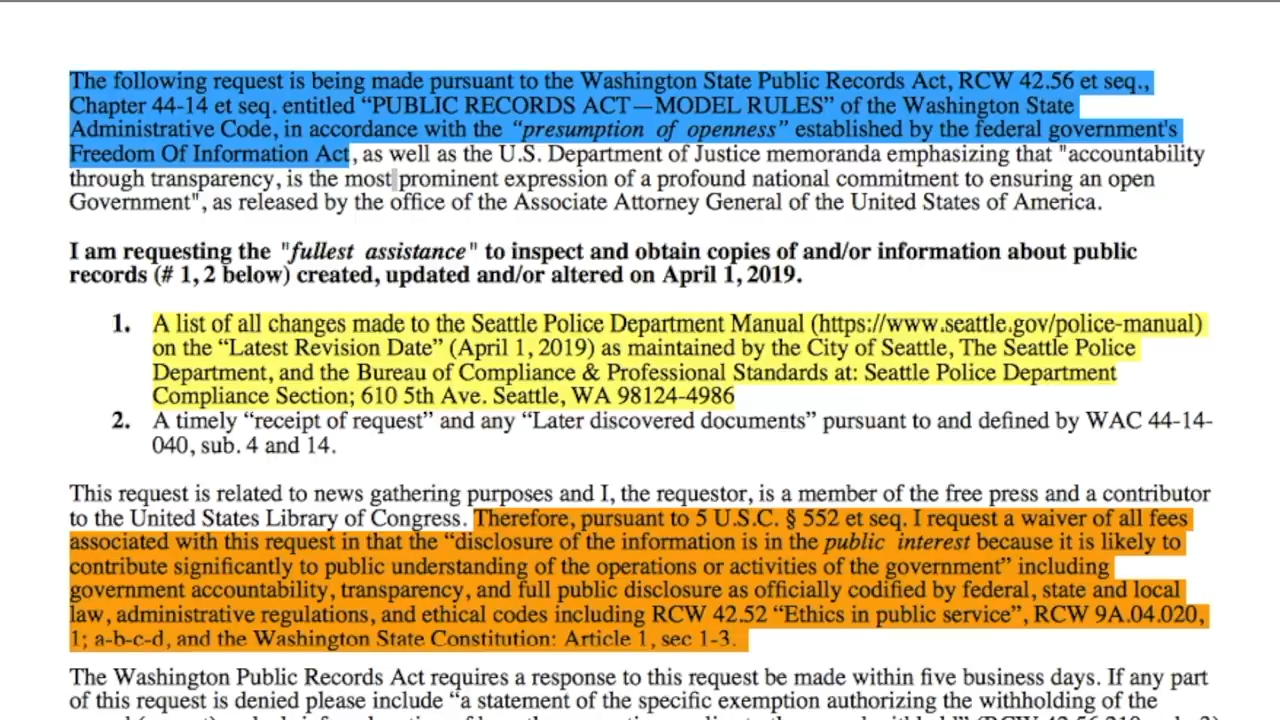 The following request is being made pursuant to the Washington State Public Records Act, RCW 42.56 et seq.,
Chapter 44-14 et seq. entitled “PUBLIC RECORDS ACT—MODEL RULES” of the Washington State
Administrative Code, in accordance with the “presumption of openness” established by the federal government's
Freedom Of Information Act, as well as the U.S. Department of Justice memoranda emphasizing that "accountability
through transparency, is the most prominent expression of a profound national commitment to ensuring an open
Government", as released by the office of the Associate Attorney General of the United States of America.
I am requesting the "fullest assistance" to inspect and obtain copies of and/or information about public
records (# 1, 2 below) created, updated and/or altered on April 1, 2019.
1. A list of all changes made to the Seattle Police Department Manual (https://www.seattle.gov/police-manual)
on the “Latest Revision Date” (April 1, 2019) as maintained by the City of Seattle, The Seattle Police
Department, and the Bureau of Compliance & Professional Standards at: Seattle Police Department
Compliance Section; 610 5th Ave. Seattle, WA 98124-4986
2. A timely “receipt of request” and any “Later discovered documents” pursuant to and defined by WAC 44-14-
040, sub. 4 and 14.
This request is related to news gathering purposes and I, the requestor, is a member of the free press and a contributor
to the United States Library of Congress. Therefore, pursuant to 5 U.S.C. § 552 et seq. I request a waiver of all fees
associated with this request in that the “disclosure of the information is in the public interest because it is likely to
contribute significantly to public understanding of the operations or activities of the government” including
government accountability, transparency, and full public disclosure as officially codified by federal, state and local
law, administrative regulations, and ethical codes including RCW 42.52 “Ethics in public service”, RCW 9A.04.020,
1; a-b-c-d, and the Washington State Constitution: Article 1, sec 1-3.
The Washington Public Records Act requires a response to this request be made within five business days. If any part
of this request is denied please include “a statement of the specific exemption authorizing the withholding of the